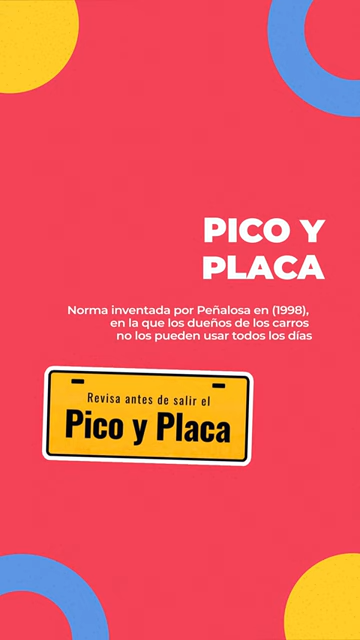 PICO Y
PLACA
Norma inventada por Peñalosa en (1998),
en la que los dueños de los carros
no los pueden usar todos los días
Revisa antes de salir el
Pico y Placa